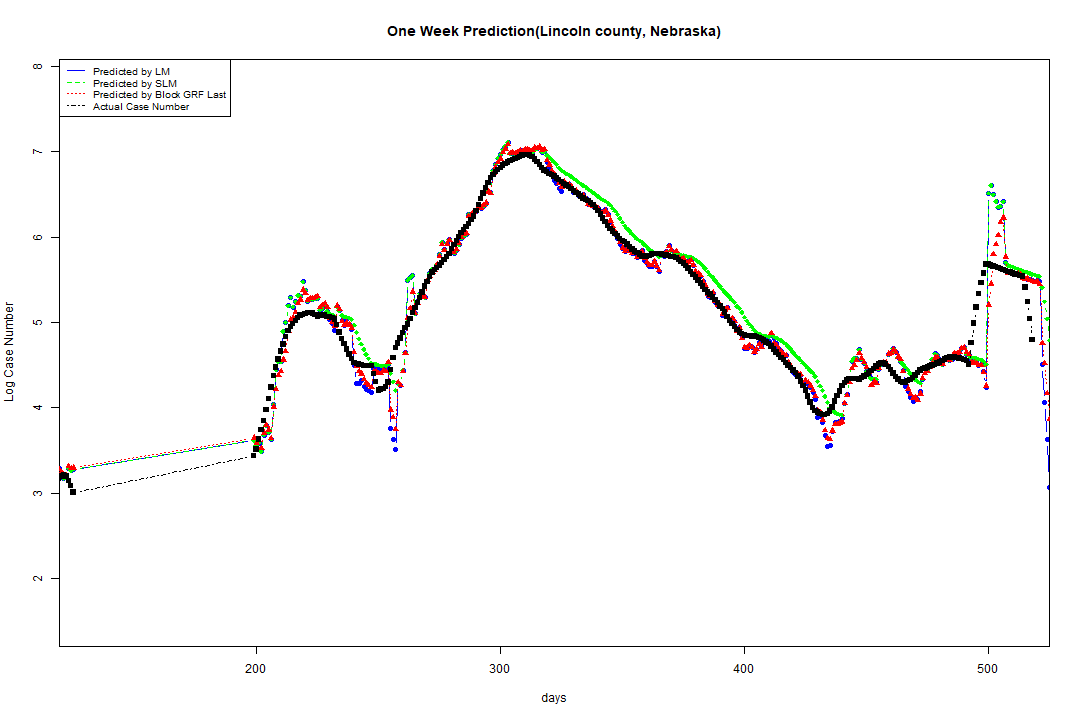 One Week Prediction(Lincoln county, Nebraska)
Predicted by LM
Predicted by SLM
Predicted by Block GRF Last
Actual Case Number
Log Case Number
8
7
6
5
4
3
2
200
300
400
500
days